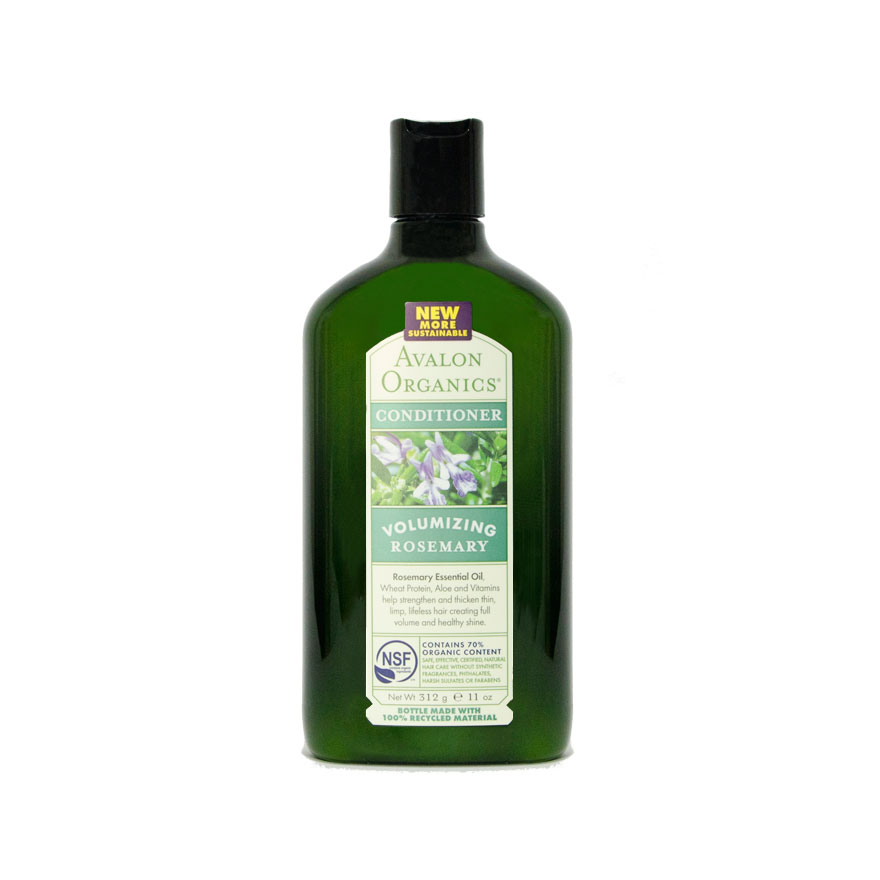 NEW
MORE
SUSTAINABLE
AVALON
ORGANICS®
CONDITIONER
VOLUMIZING
ROSEMARY
Rosemary Essential Oil,
Wheat Protein, Aloe and Vitamins
help strengthen and thicken thin,
limp, lifeless hair creating full
volume and healthy shine.
NSF
CONTAINS 70%
ORGANIC CONTENT
SAFE, EFFECTIVE, CERTIFIED, NATURAL
HAIR CARE WITHOUT SYNTHETIC
FRAGRANCES, PHTHALATES,
HARSH SULFATES OR PARABENS
Net Wt 312 g ℮ 11 oz
BOTTLE MADE WITH
100% RECYCLED MATERIAL